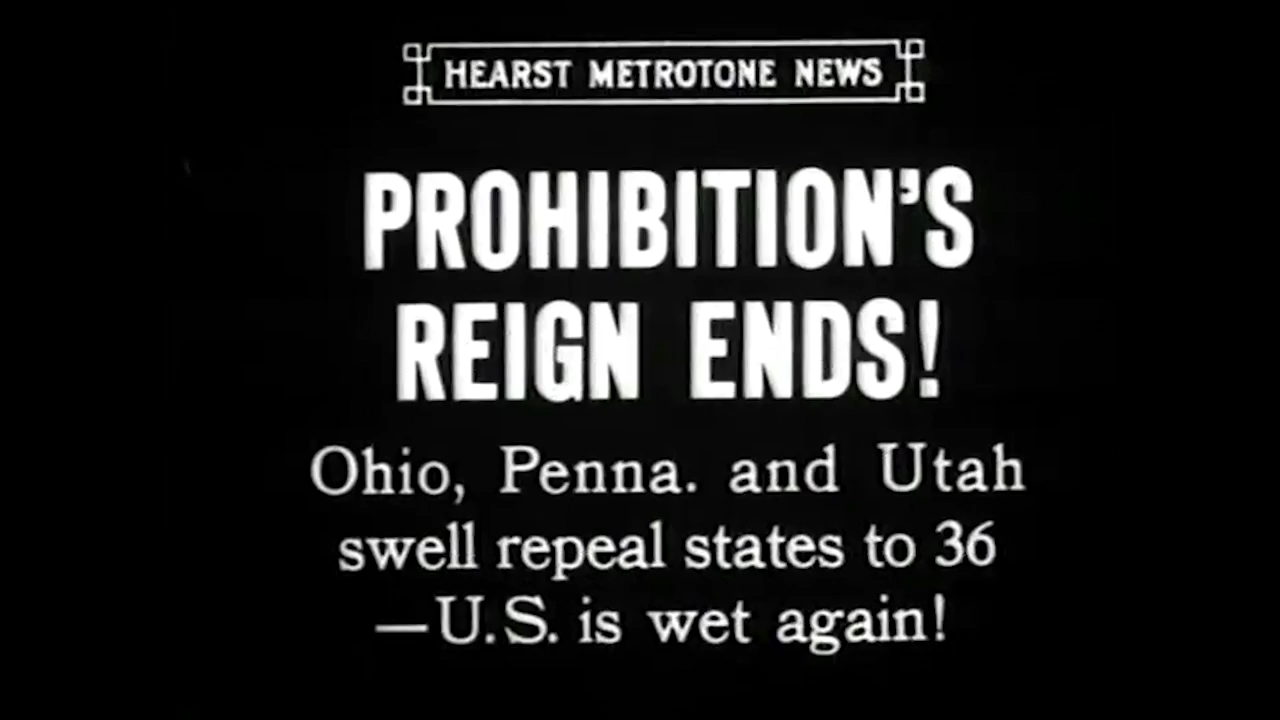 HEARST METROTONE NEWS
PROHIBITION'S
REIGN ENDS!
Ohio, Penna. and Utah
swell repeal states to 36
—U.S. is wet again!